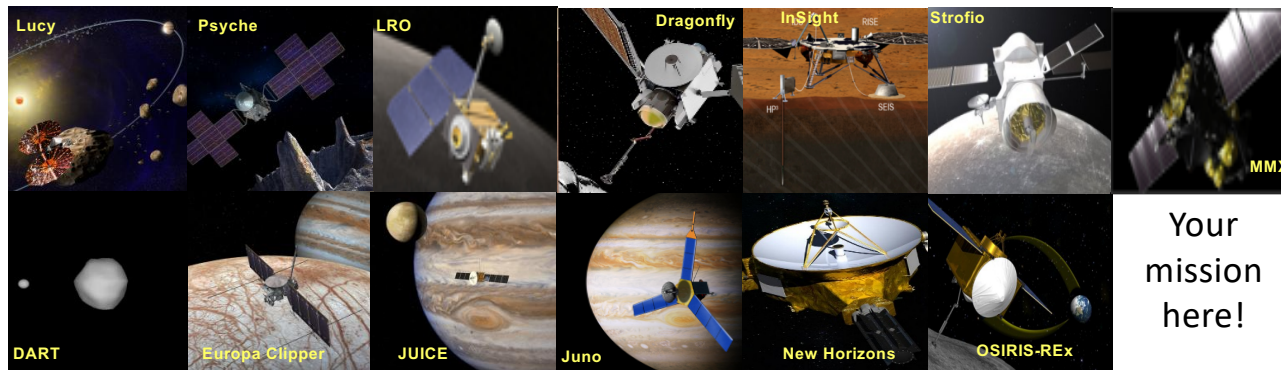 Lucy
Psyche
LRO
Dragonfly
InSight
RISE
HP³
SEIS
Strofio
MMX
DART
Europa Clipper
JUICE
Juno
New Horizons
OSIRIS-REx
Your
mission
here!